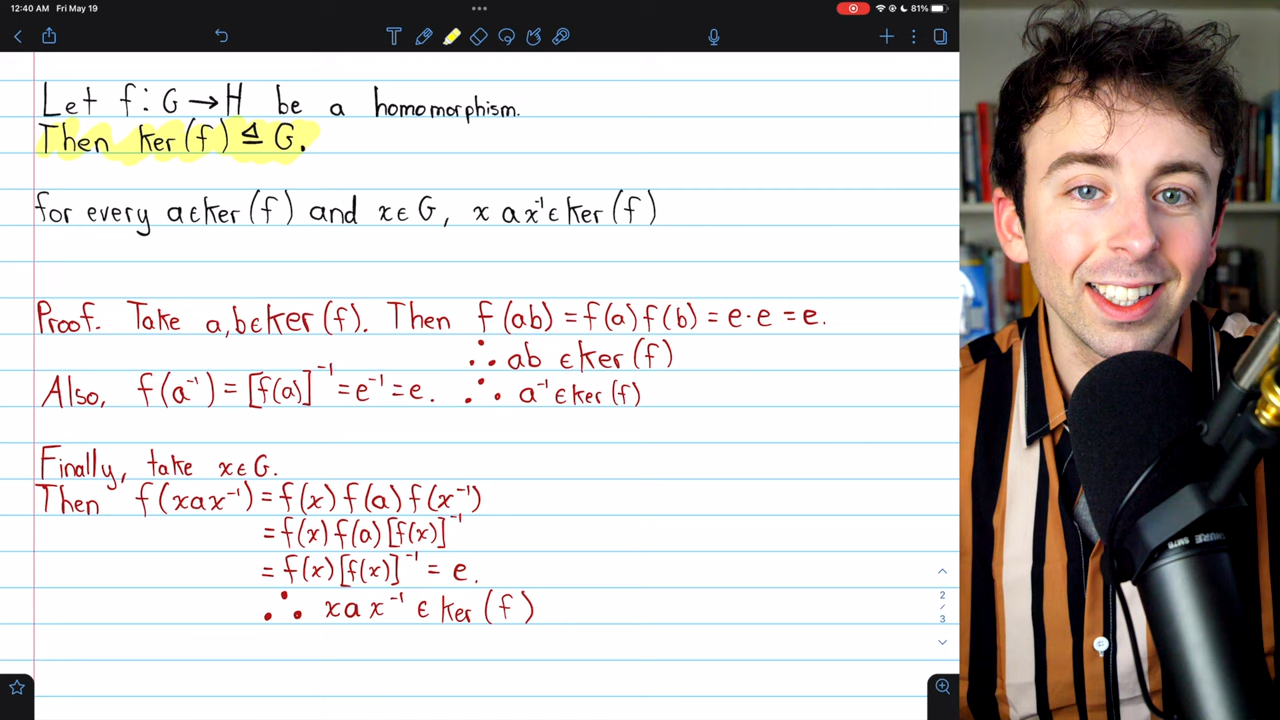 12:40 AM Fri May 19
81%
Let f: G → H be a homomorphism.
Then ker(f) ⊴ G.
for every a ∈ ker(f) and x ∈ G, x a x⁻¹ ∈ ker(f)
Proof. Take a, b ∈ ker(f). Then f(ab) = f(a) f(b) = e · e = e.
∴ ab ∈ ker(f)
Also, f(a⁻¹) = [f(a)]⁻¹ = e⁻¹ = e. ∴ a⁻¹ ∈ ker(f)
Finally, take x ∈ G.
Then f(xax⁻¹) = f(x) f(a) f(x⁻¹)
= f(x) f(a) [f(x)]⁻¹
= f(x) [f(x)]⁻¹ = e.
∴ x a x⁻¹ ∈ ker(f)
2
/
3
SHURE SM7B